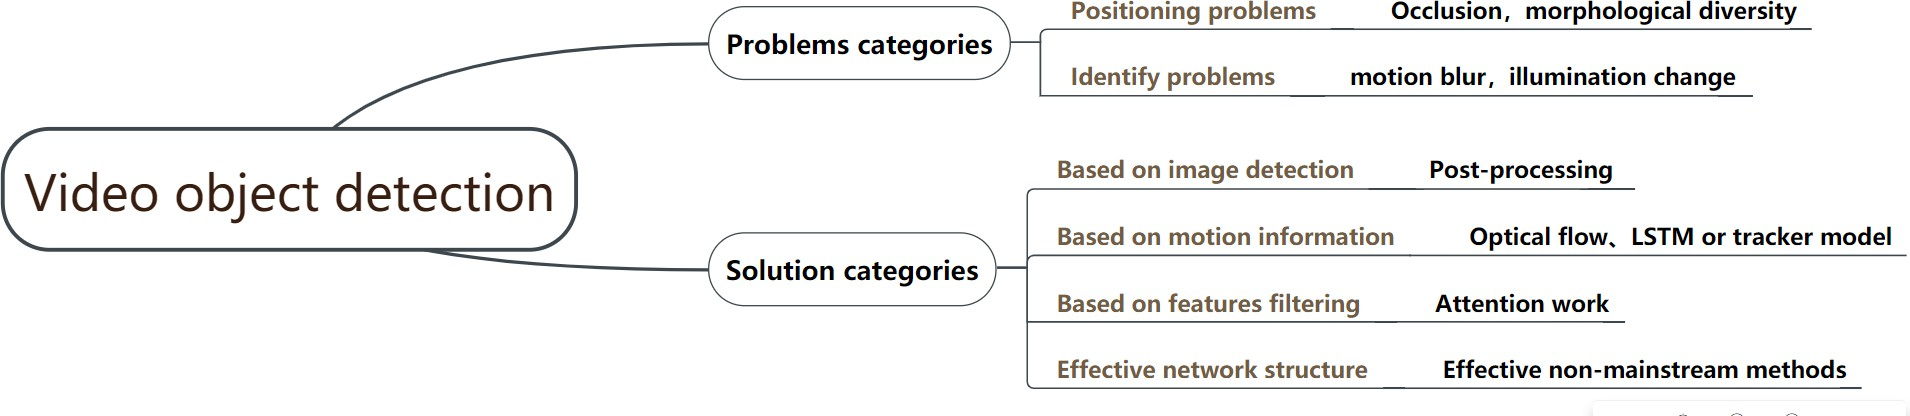 Video object detection
Problems categories
Positioning problems Occlusion，morphological diversity
Identify problems motion blur，illumination change
Solution categories
Based on image detection Post-processing
Based on motion information Optical flow、LSTM or tracker model
Based on features filtering Attention work
Effective network structure Effective non-mainstream methods